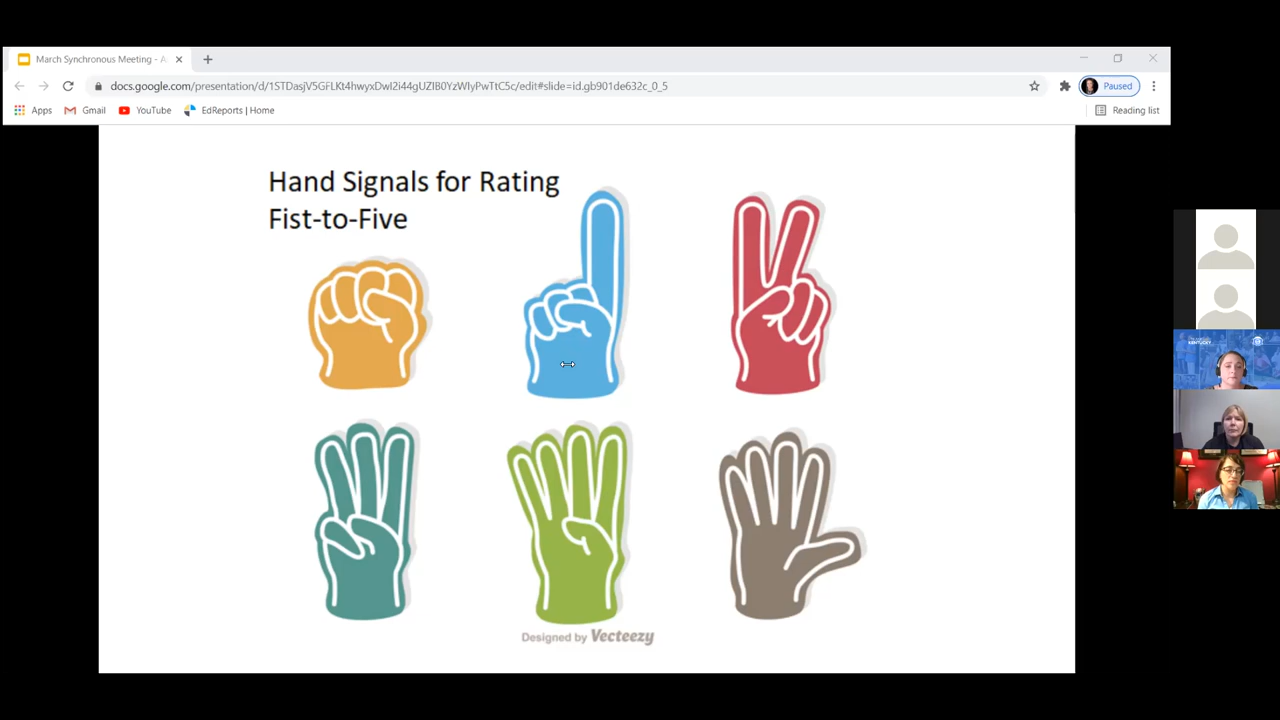 March Synchronous Meeting - A
docs.google.com/presentation/d/1STDasjV5GFLKt4hwyxDwI2i44gUZIB0YzWIyPwTtC5c/edit#slide=id.gb901de632c_0_5
Paused
Apps
Gmail
YouTube
EdReports | Home
Reading list
Hand Signals for Rating
Fist-to-Five
Designed by Vecteezy
KENTUCKY